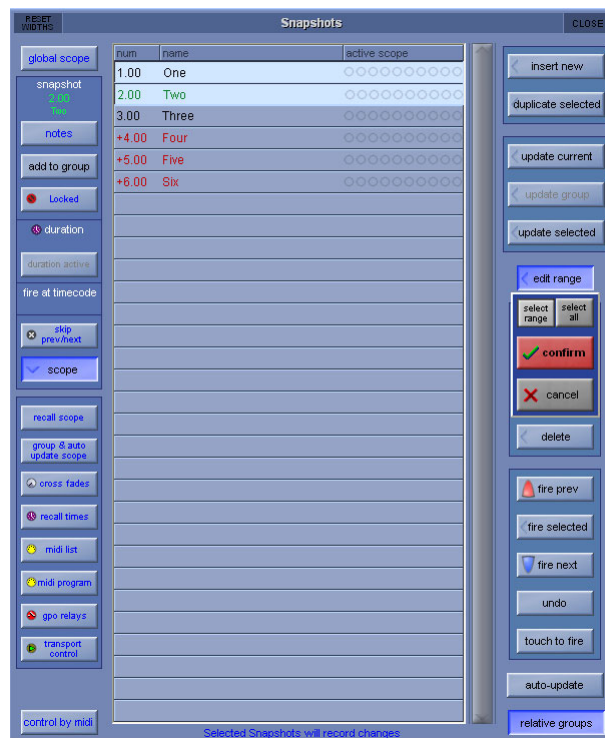 RESET
WIDTHS
Snapshots
CLOSE
global scope
snapshot
2.00
Two
notes
add to group
Locked
duration
duration active
fire at timecode
skip
prev/next
scope
recall scope
group & auto
update scope
cross fades
recall times
midi list
midi program
gpo relays
transport
control
control by midi
num name active scope
1.00 One
2.00 Two
3.00 Three
+4.00 Four
+5.00 Five
+6.00 Six
Selected Snapshots will record changes
insert new
duplicate selected
update current
update group
update selected
edit range
select
range
select
all
confirm
cancel
delete
fire prev
fire selected
fire next
undo
touch to fire
auto-update
relative groups